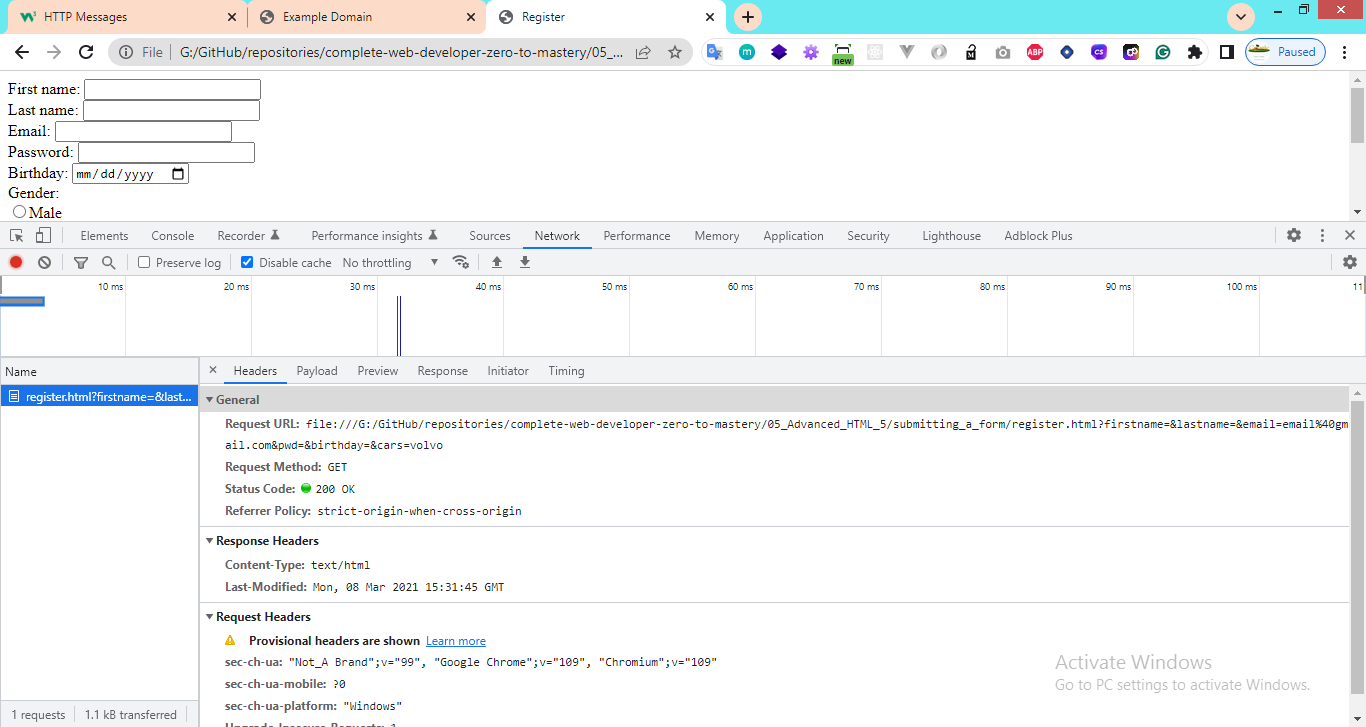 HTTP Messages
Example Domain
Register
File G:/GitHub/repositories/complete-web-developer-zero-to-mastery/05_...
new
ABP
CS
Paused
First name:
Last name:
Email:
Password:
Birthday: mm/dd/yyyy
Gender:
Male
Elements Console Recorder Performance insights Sources Network Performance Memory Application Security Lighthouse Adblock Plus
Preserve log Disable cache No throttling
10 ms 20 ms 30 ms 40 ms 50 ms 60 ms 70 ms 80 ms 90 ms 100 ms 11
Name
Headers Payload Preview Response Initiator Timing
register.html?firstname=&last...
General
Request URL: file:///G:/GitHub/repositories/complete-web-developer-zero-to-mastery/05_Advanced_HTML_5/submitting_a_form/register.html?firstname=&lastname=&email=email%40gm
ail.com&pwd=&birthday=&cars=volvo
Request Method: GET
Status Code: 200 OK
Referrer Policy: strict-origin-when-cross-origin
Response Headers
Content-Type: text/html
Last-Modified: Mon, 08 Mar 2021 15:31:45 GMT
Request Headers
Provisional headers are shown Learn more
sec-ch-ua: "Not_A Brand";v="99", "Google Chrome";v="109", "Chromium";v="109"
sec-ch-ua-mobile: ?0
sec-ch-ua-platform: "Windows"
Upgrade-Insecure-Requests: 1
Activate Windows
Go to PC settings to activate Windows.
1 requests 1.1 kB transferred